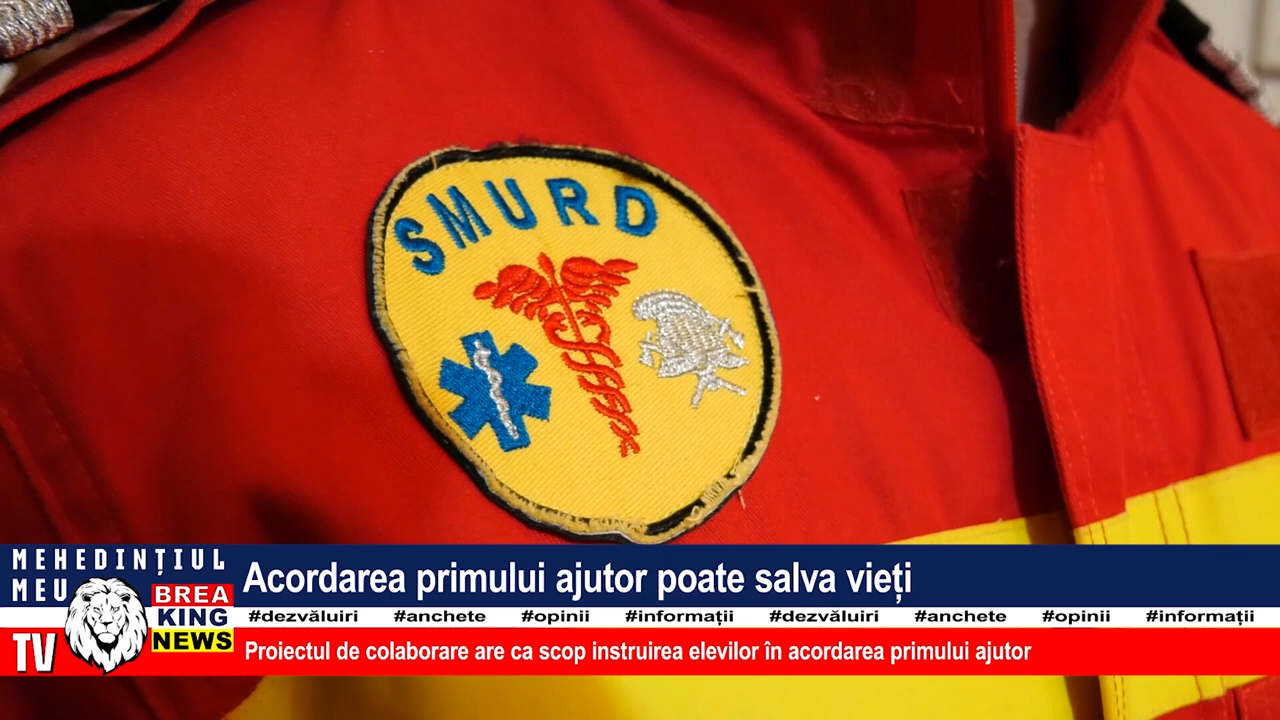 SMURD
MEHEDINȚIUL
MEU
TV
BREA
KING
NEWS
Acordarea primului ajutor poate salva vieți
#dezvăluiri #anchete #opinii #informații #dezvăluiri #anchete #opinii #informații
Proiectul de colaborare are ca scop instruirea elevilor în acordarea primului ajutor